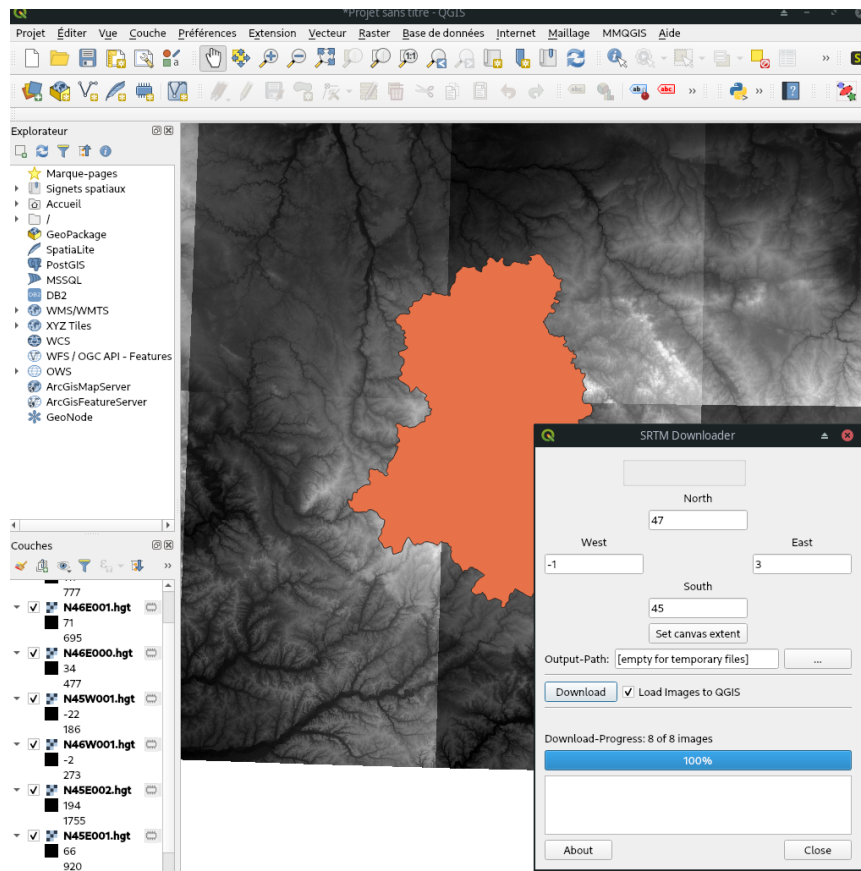 *Projet sans titre - QGIS
Projet Éditer Vue Couche Préférences Extension Vecteur Raster Base de données Internet Maillage MMQGIS Aide
Explorateur
Marque-pages
Signets spatiaux
Accueil
/
GeoPackage
SpatiaLite
PostGIS
MSSQL
DB2
WMS/WMTS
XYZ Tiles
WCS
WFS / OGC API - Features
OWS
ArcGisMapServer
ArcGisFeatureServer
GeoNode
Couches
777
N46E001.hgt
71
695
N46E000.hgt
34
477
N45W001.hgt
-22
186
N46W001.hgt
-2
273
N45E002.hgt
194
1755
N45E001.hgt
66
920
SRTM Downloader
North
47
West East
-1 3
South
45
Set canvas extent
Output-Path: [empty for temporary files] ...
Download Load Images to QGIS
Download-Progress: 8 of 8 images
100%
About Close